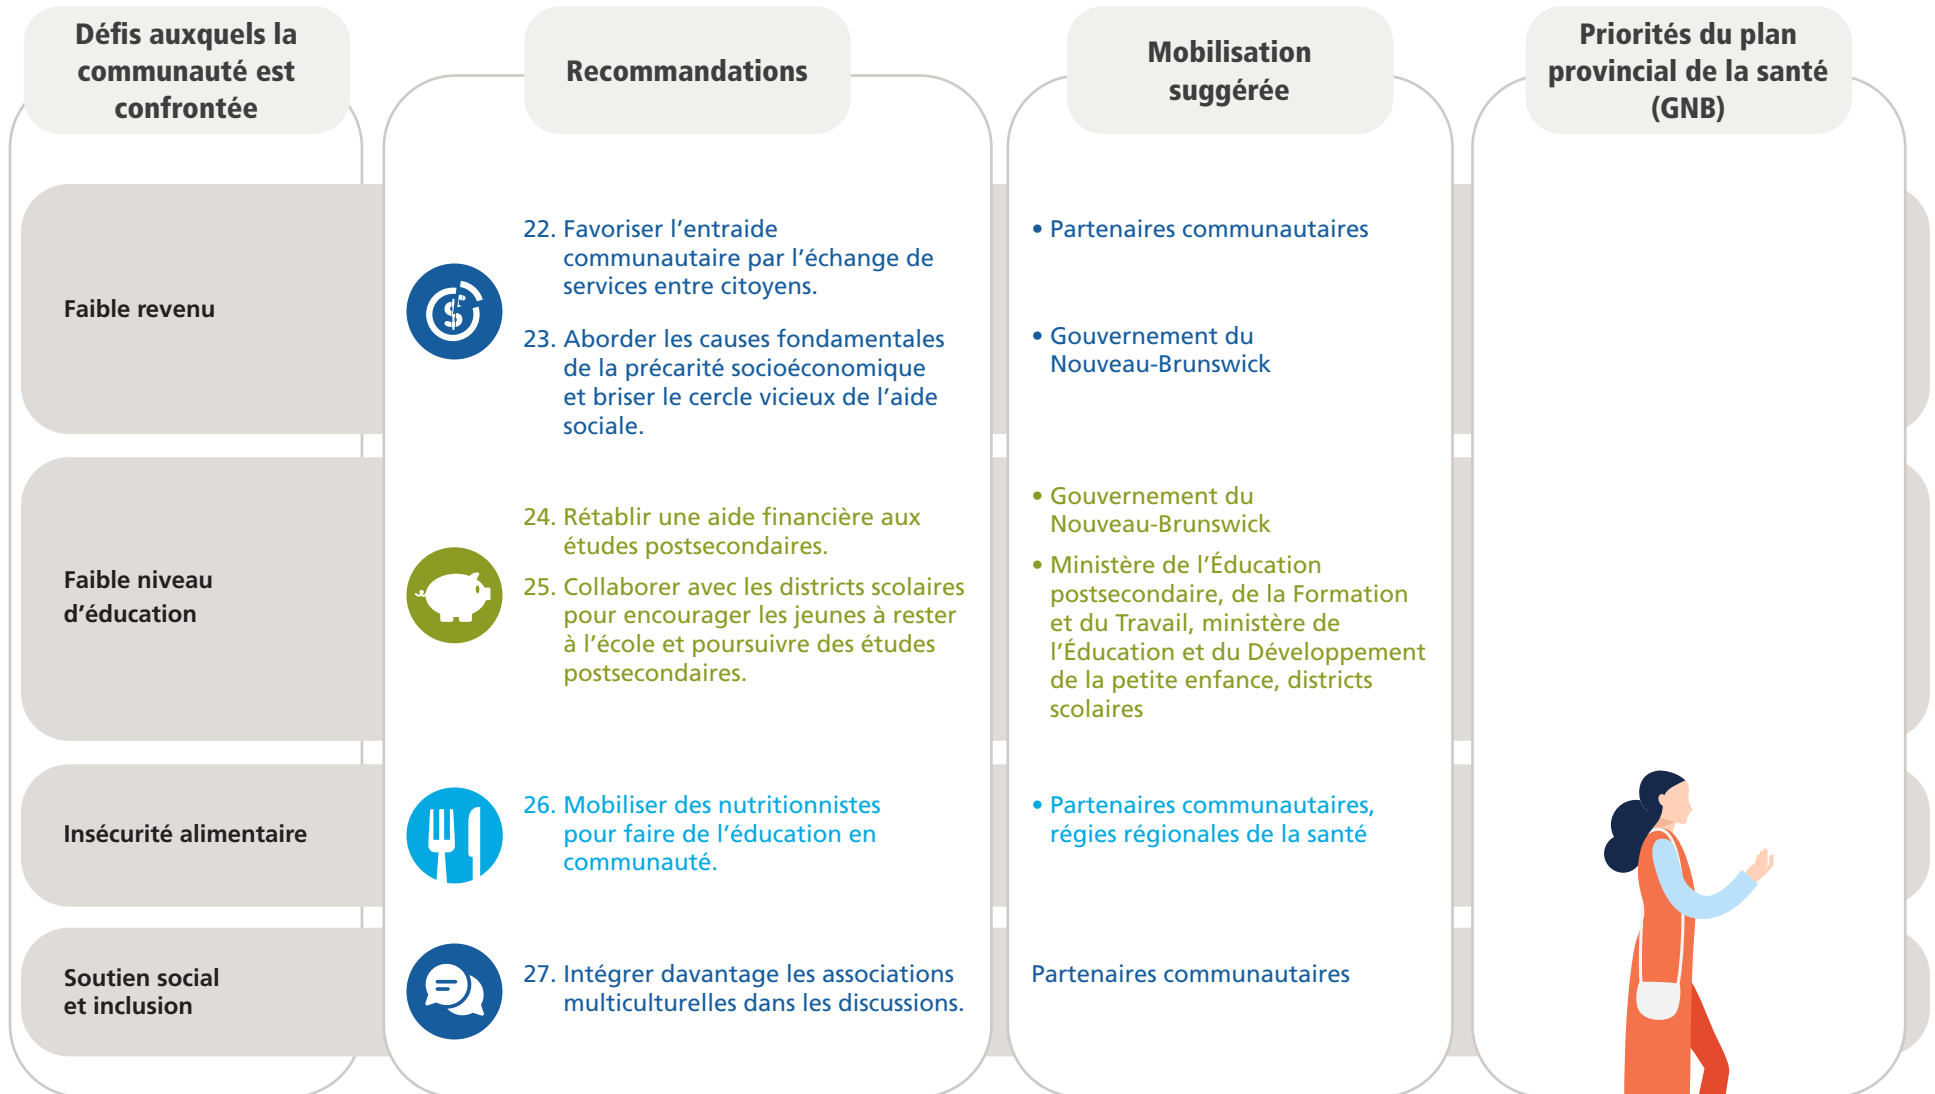 Défis auxquels la
communauté est
confrontée
Recommandations
Mobilisation
suggérée
Priorités du plan
provincial de la santé
(GNB)
Faible revenu
22. Favoriser l'entraide
communautaire par l'échange de
services entre citoyens.
23. Aborder les causes fondamentales
de la précarité socioéconomique
et briser le cercle vicieux de l'aide
sociale.
• Partenaires communautaires
• Gouvernement du
Nouveau-Brunswick
Faible niveau
d'éducation
24. Rétablir une aide financière aux
études postsecondaires.
25. Collaborer avec les districts scolaires
pour encourager les jeunes à rester
à l'école et poursuivre des études
postsecondaires.
• Gouvernement du
Nouveau-Brunswick
• Ministère de l'Éducation
postsecondaire, de la Formation
et du Travail, ministère de
l'Éducation et du Développement
de la petite enfance, districts
scolaires
Insécurité alimentaire
26. Mobiliser des nutritionnistes
pour faire de l'éducation en
communauté.
• Partenaires communautaires,
régies régionales de la santé
Soutien social
et inclusion
27. Intégrer davantage les associations
multiculturelles dans les discussions.
Partenaires communautaires